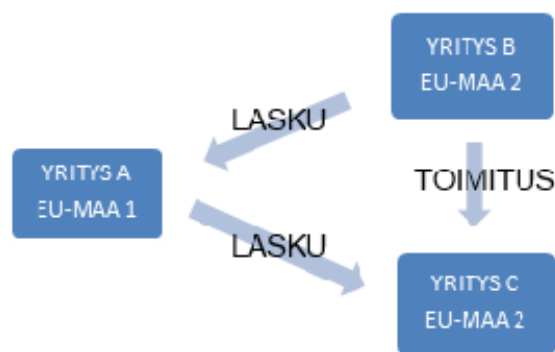 YRITYS B
EU-MAA 2
LASKU
YRITYS A
EU-MAA 1
TOIMITUS
LASKU
YRITYS C
EU-MAA 2